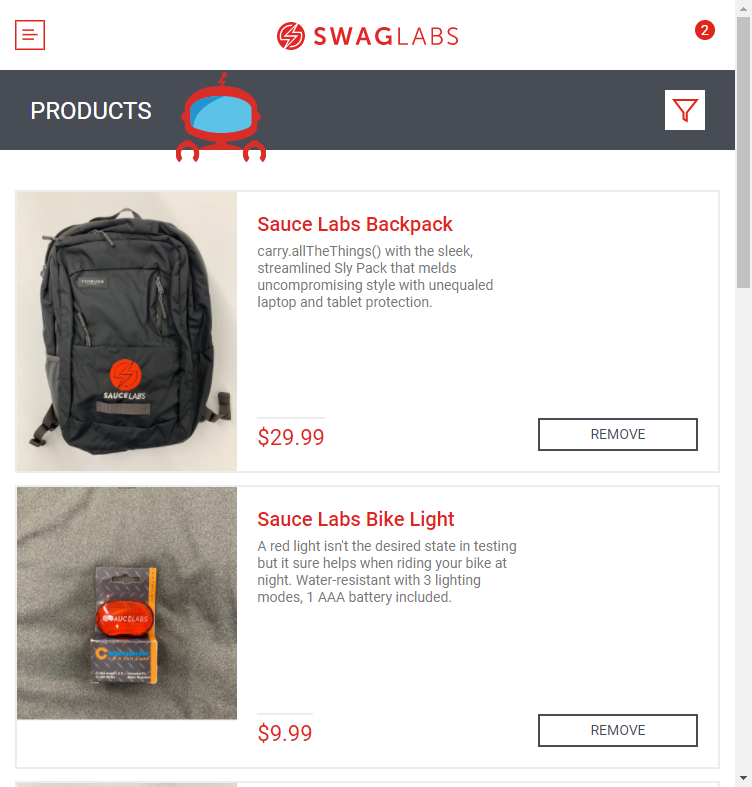 SWAGLABS
2
PRODUCTS
SAUCELABS
Sauce Labs Backpack
carry.allTheThings() with the sleek,
streamlined Sly Pack that melds
uncompromising style with unequaled
laptop and tablet protection.
$29.99
REMOVE
SAUCELABS
Sauce Labs Bike Light
A red light isn't the desired state in testing
but it sure helps when riding your bike at
night. Water-resistant with 3 lighting
modes, 1 AAA battery included.
$9.99
REMOVE